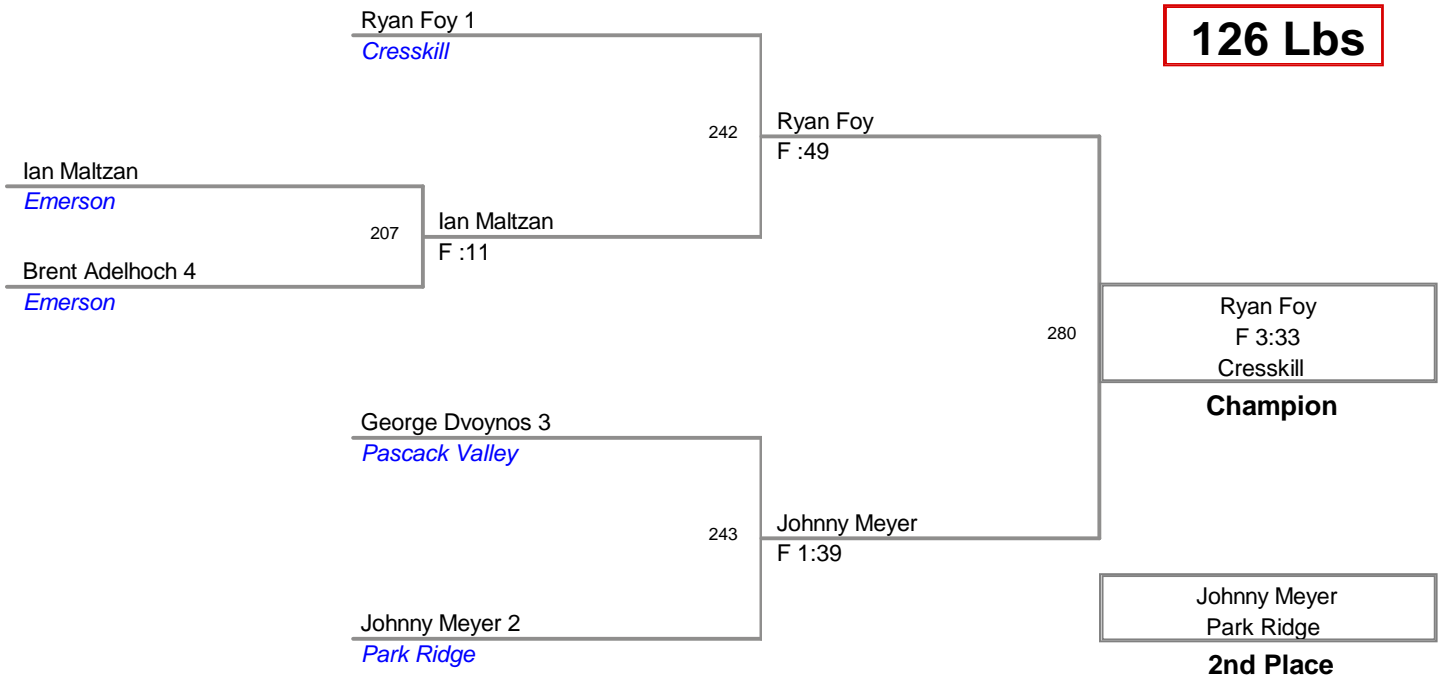 126 Lbs
Ryan Foy 1
Cresskill
242
Ryan Foy
F :49
Ian Maltzan
Emerson
207
Ian Maltzan
F :11
Brent Adelhoch 4
Emerson
280
Ryan Foy
F 3:33
Cresskill
Champion
George Dvoynos 3
Pascack Valley
243
Johnny Meyer
F 1:39
Johnny Meyer 2
Park Ridge
Johnny Meyer
Park Ridge
2nd Place